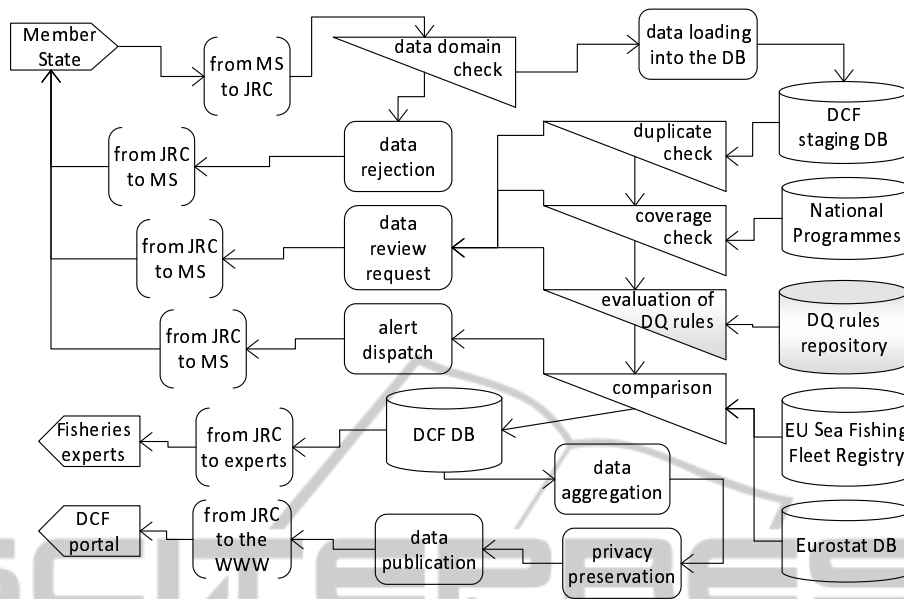 Member
State
from MS
to JRC
data domain
check
data loading
into the DB
DCF
staging DB
from JRC
to MS
data
rejection
duplicate
check
from JRC
to MS
data
review
request
coverage
check
National
Programmes
from JRC
to MS
alert
dispatch
evaluation of
DQ rules
DQ rules
repository
comparison
Fisheries
experts
from JRC
to experts
DCF DB
EU Sea Fishing
Fleet Registry
data
aggregation
DCF
portal
from JRC
to the
WWW
data
publication
privacy
preservation
Eurostat DB